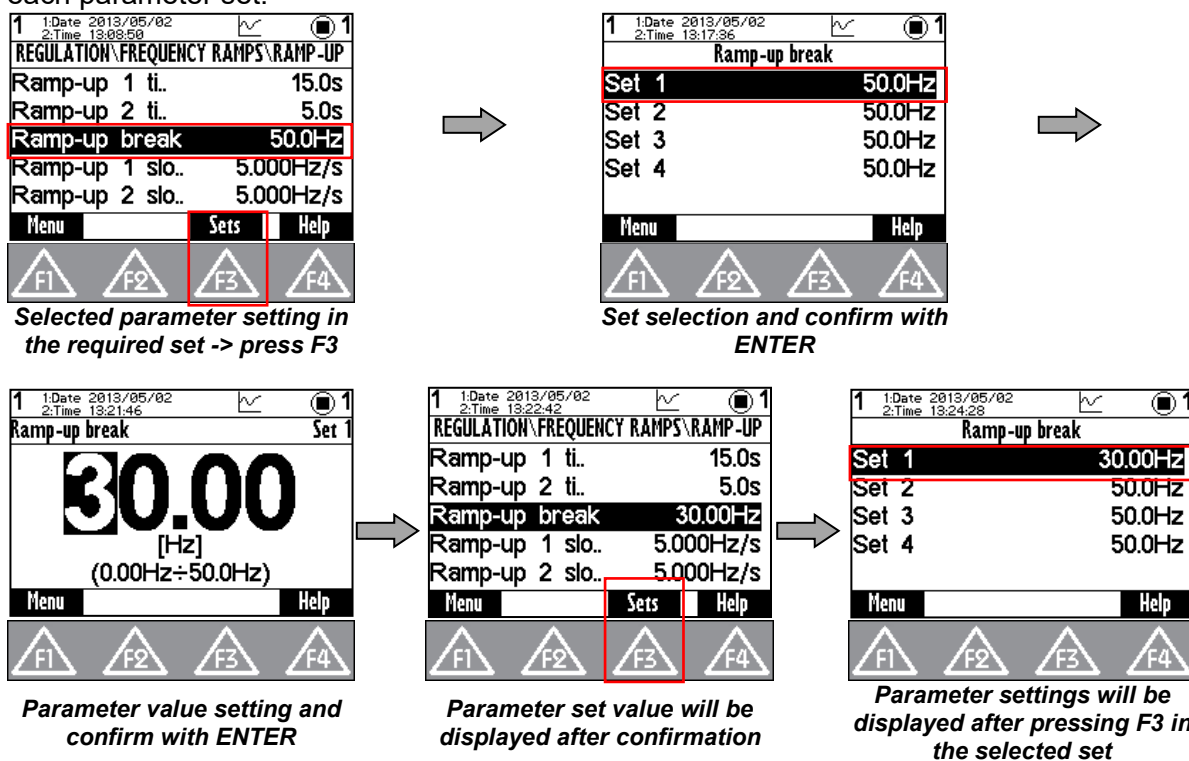 each parameter set.
1 1:Date 2013/05/02 1
2:Time 13:08:50
REGULATION\FREQUENCY RAMPS\RAMP-UP
Ramp-up 1 ti.. 15.0s
Ramp-up 2 ti.. 5.0s
Ramp-up break 50.0Hz
Ramp-up 1 slo.. 5.000Hz/s
Ramp-up 2 slo.. 5.000Hz/s
Menu Sets Help
F1 F2 F3 F4
Selected parameter setting in
the required set -> press F3
1 1:Date 2013/05/02 1
2:Time 13:17:36
Ramp-up break
Set 1 50.0Hz
Set 2 50.0Hz
Set 3 50.0Hz
Set 4 50.0Hz
Menu Help
F1 F2 F3 F4
Set selection and confirm with
ENTER
1 1:Date 2013/05/02 1
2:Time 13:21:46
Ramp-up break Set 1
30.00
[Hz]
(0.00Hz÷50.0Hz)
Menu Help
F1 F2 F3 F4
Parameter value setting and
confirm with ENTER
1 1:Date 2013/05/02 1
2:Time 13:22:42
REGULATION\FREQUENCY RAMPS\RAMP-UP
Ramp-up 1 ti.. 15.0s
Ramp-up 2 ti.. 5.0s
Ramp-up break 30.00Hz
Ramp-up 1 slo.. 5.000Hz/s
Ramp-up 2 slo.. 5.000Hz/s
Menu Sets Help
F1 F2 F3 F4
Parameter set value will be
displayed after confirmation
1 1:Date 2013/05/02 1
2:Time 13:24:28
Ramp-up break
Set 1 30.00Hz
Set 2 50.0Hz
Set 3 50.0Hz
Set 4 50.0Hz
Menu Help
F1 F2 F3 F4
Parameter settings will be
displayed after pressing F3 in
the selected set